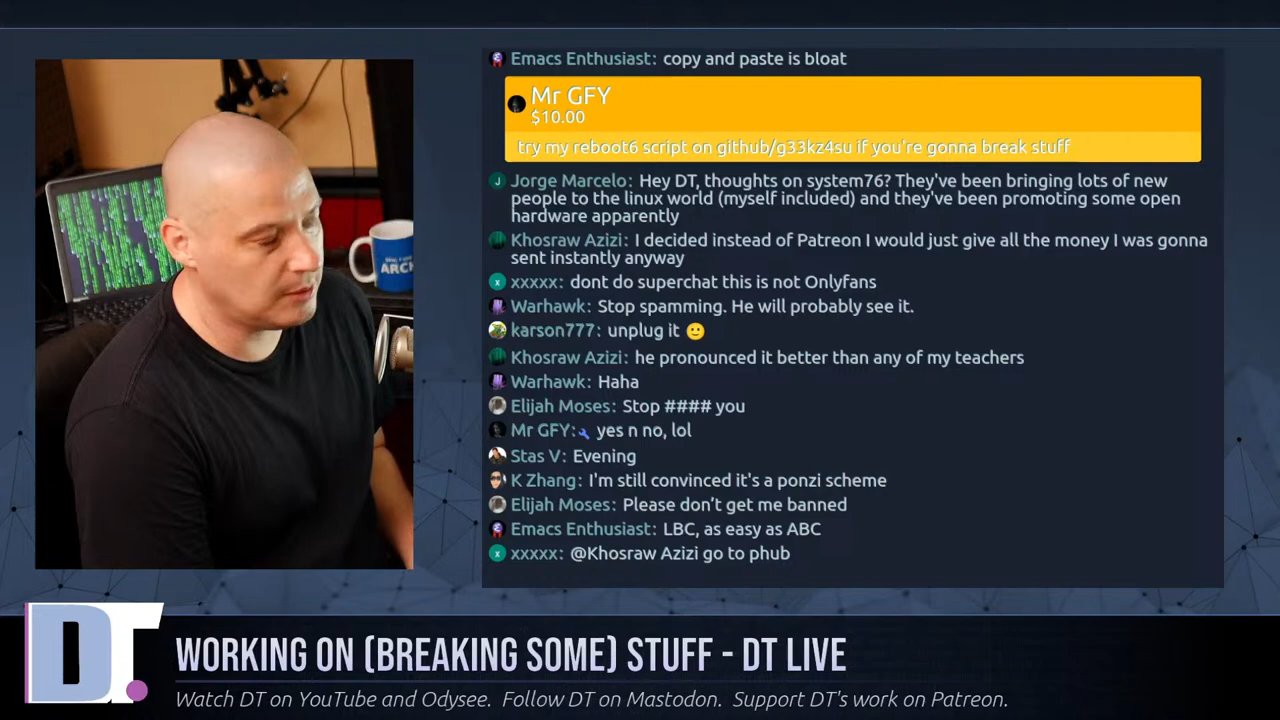 Emacs Enthusiast: copy and paste is bloat
Mr GFY
$10.00
try my reboot6 script on github/g33kz4su if you're gonna break stuff
J Jorge Marcelo: Hey DT, thoughts on system76? They've been bringing lots of new
people to the linux world (myself included) and they've been promoting some open
hardware apparently
Khosraw Azizi: I decided instead of Patreon I would just give all the money I was gonna
sent instantly anyway
x xxxxx: dont do superchat this is not Onlyfans
Warhawk: Stop spamming. He will probably see it.
karson777: unplug it 🙂
Khosraw Azizi: he pronounced it better than any of my teachers
Warhawk: Haha
Elijah Moses: Stop #### you
Mr GFY: yes n no, lol
Stas V: Evening
K Zhang: I'm still convinced it's a ponzi scheme
Elijah Moses: Please don't get me banned
Emacs Enthusiast: LBC, as easy as ABC
x xxxxx: @Khosraw Azizi go to phub
ARCH
DT.
WORKING ON (BREAKING SOME) STUFF - DT LIVE
Watch DT on YouTube and Odysee. Follow DT on Mastodon. Support DT's work on Patreon.